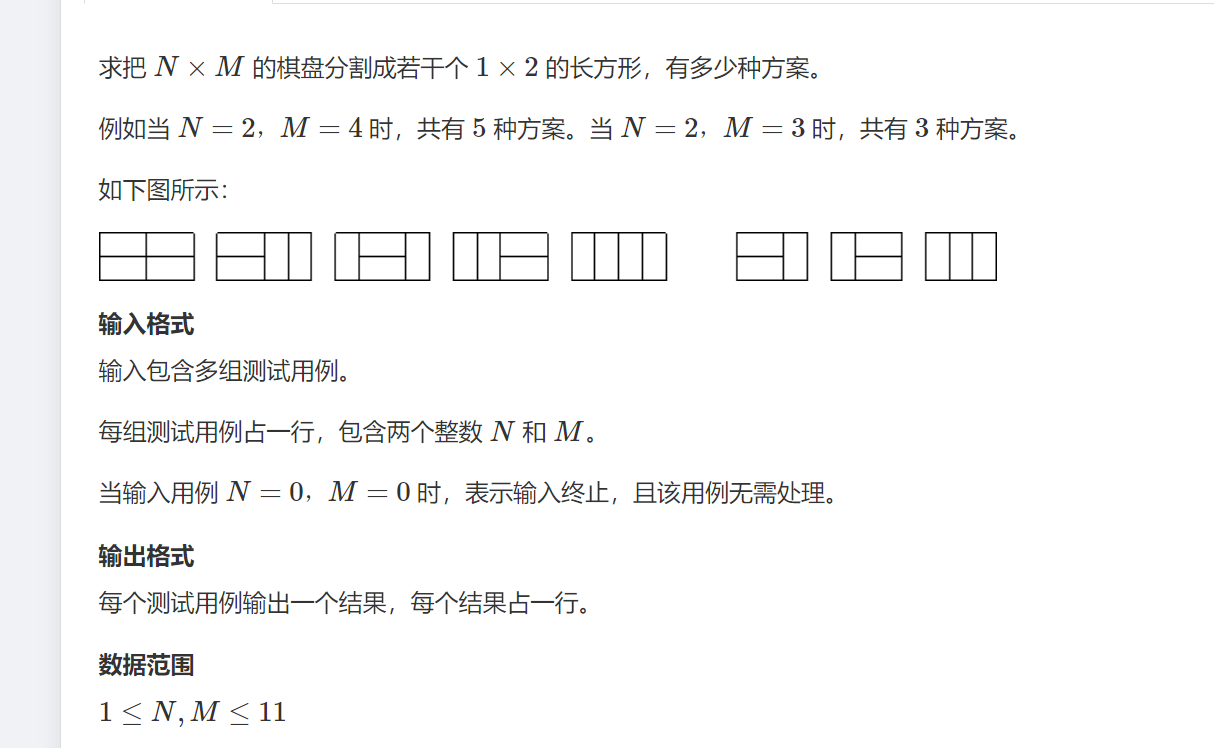 求把 N × M 的棋盘分割成若干个 1 × 2 的长方形，有多少种方案。
例如当 N = 2，M = 4 时，共有 5 种方案。当 N = 2，M = 3 时，共有 3 种方案。
如下图所示：
输入格式
输入包含多组测试用例。
每组测试用例占一行，包含两个整数 N 和 M。
当输入用例 N = 0，M = 0 时，表示输入终止，且该用例无需处理。
输出格式
每个测试用例输出一个结果，每个结果占一行。
数据范围
1 ≤ N, M ≤ 11